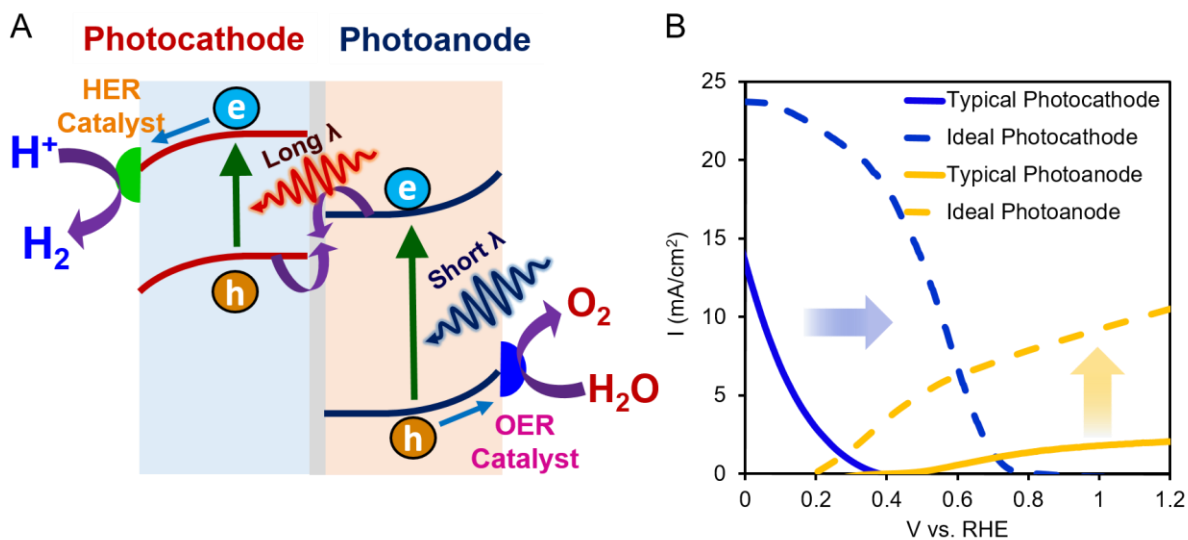 A
Photocathode
Photoanode
HER
Catalyst
e
H+
H2
h
Long λ
e
Short λ
h
O2
H2O
OER
Catalyst
B
I (mA/cm²)
25
20
15
10
5
0
Typical Photocathode
Ideal Photocathode
Typical Photoanode
Ideal Photoanode
0 0.2 0.4 0.6 0.8 1 1.2
V vs. RHE